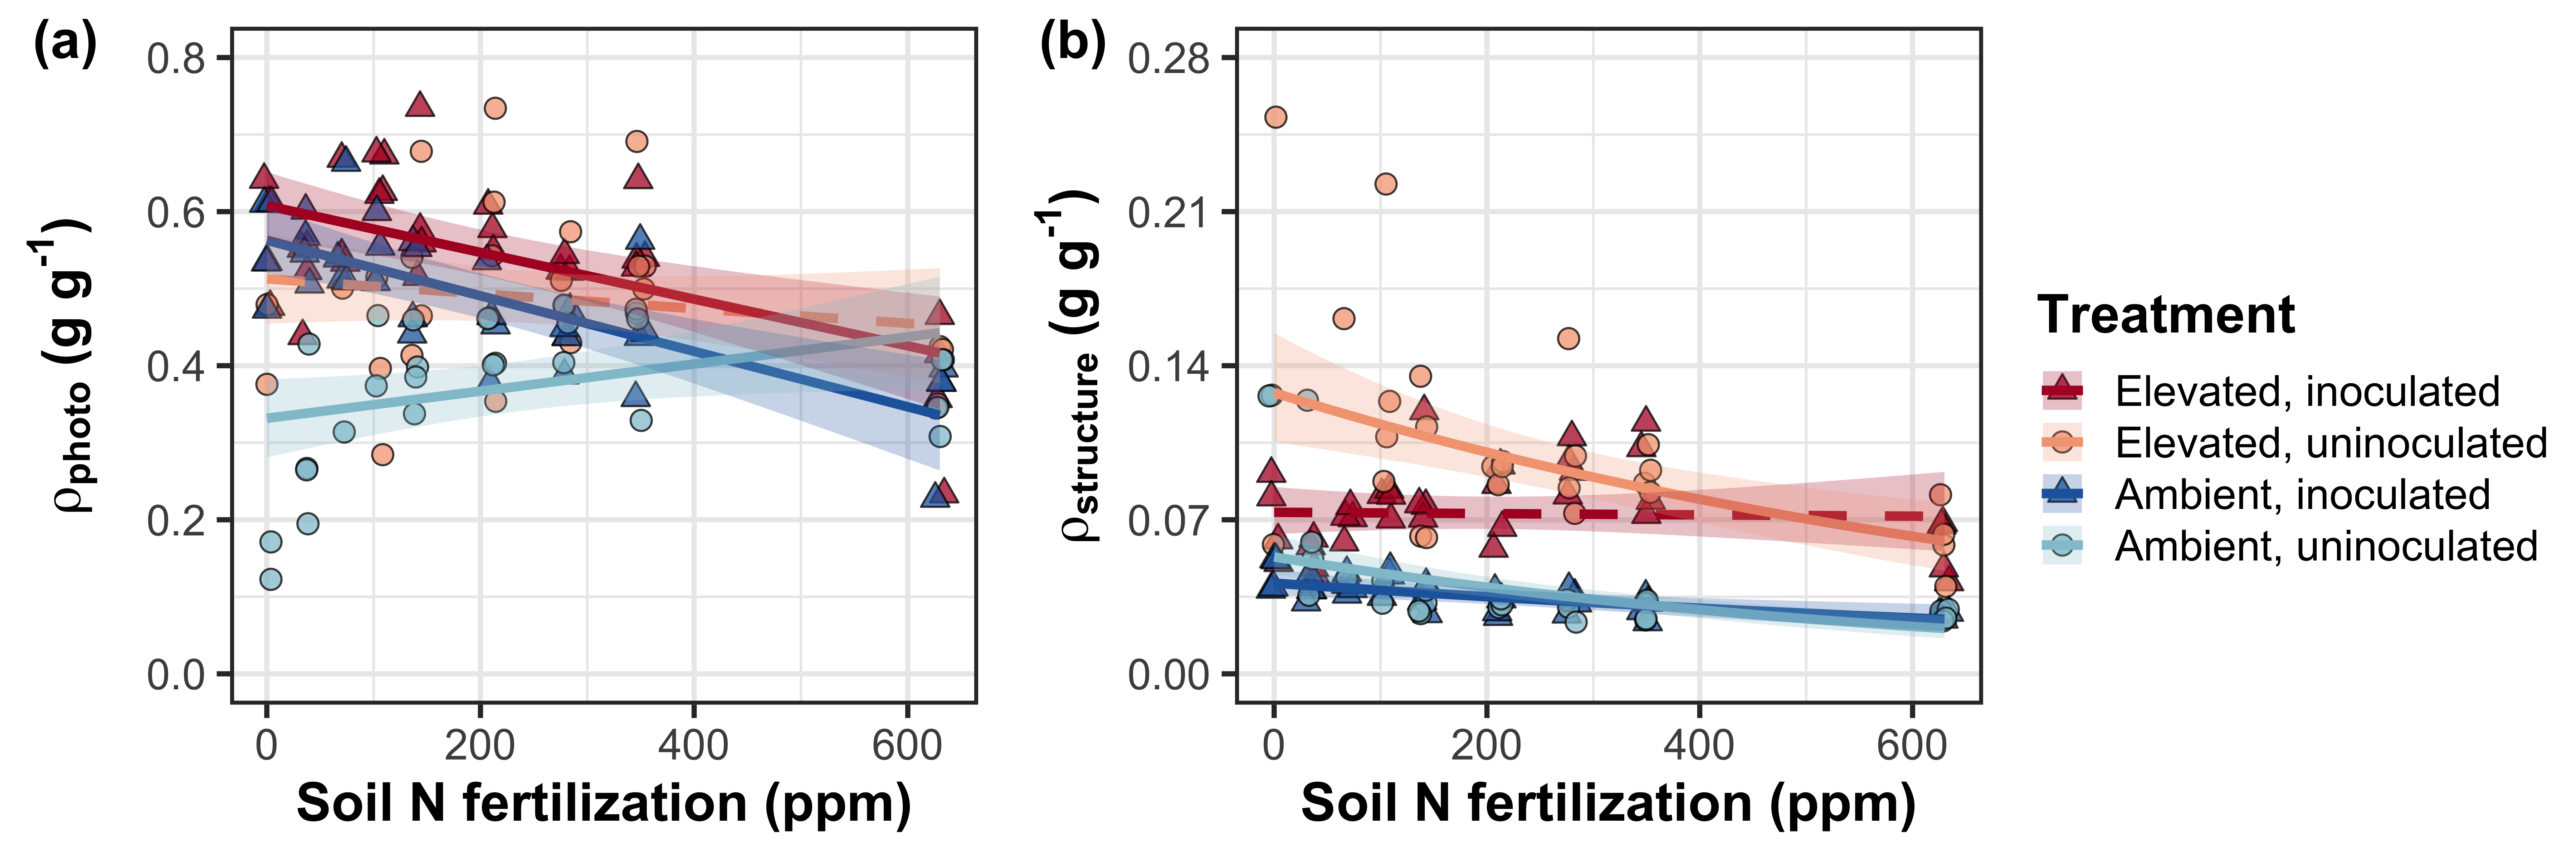 (a)
0.8
0.6
0.4
0.2
0.0
ρphoto (g g-1)
0 200 400 600
Soil N fertilization (ppm)
(b)
0.28
0.21
0.14
0.07
0.00
ρstructure (g g-1)
0 200 400 600
Soil N fertilization (ppm)
Treatment
Elevated, inoculated
Elevated, uninoculated
Ambient, inoculated
Ambient, uninoculated